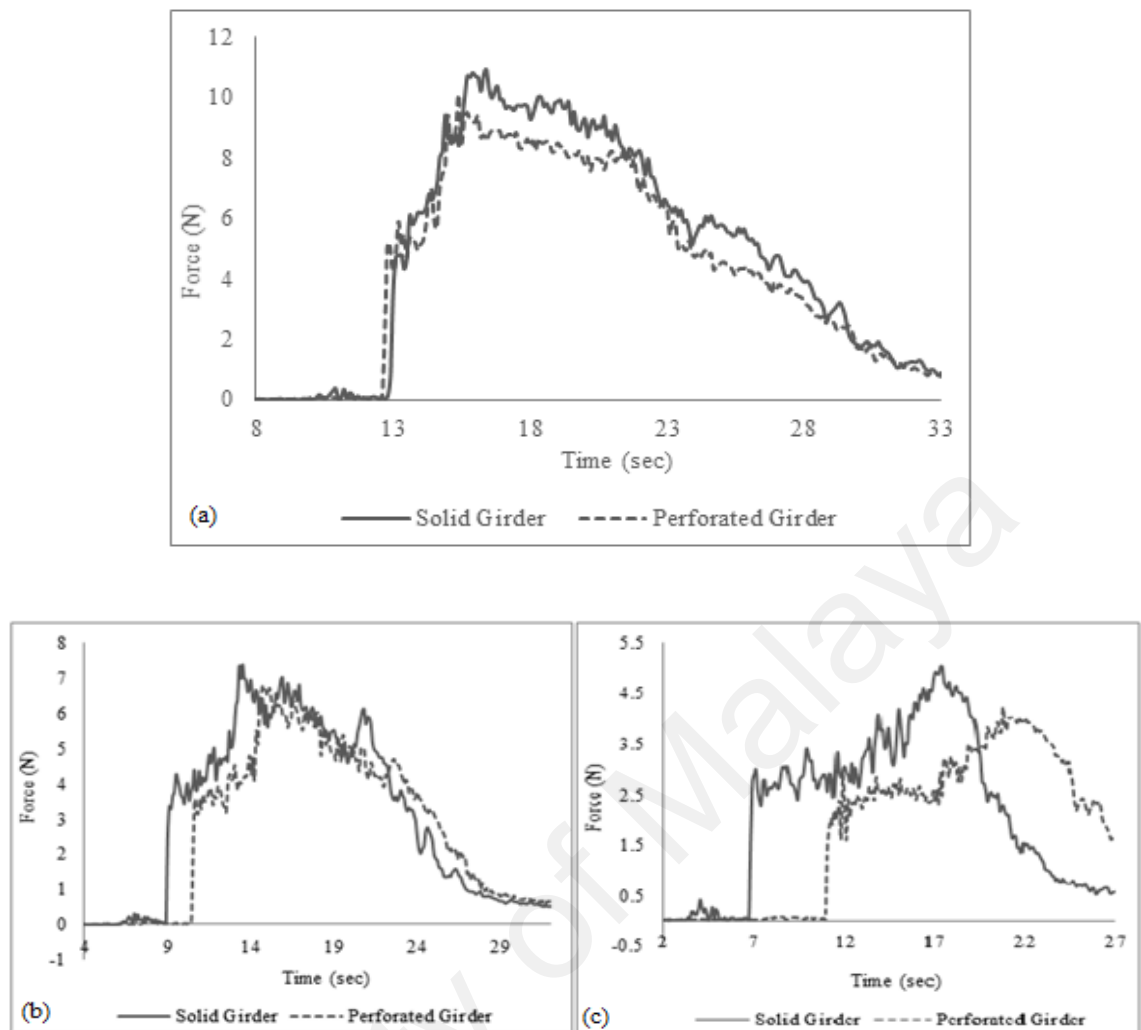 12
10
8
6
4
2
0
Force (N)
8 13 18 23 28 33
Time (sec)
(a)
Solid Girder Perforated Girder
8
7
6
5
4
3
2
1
0
-1
Force (N)
4 9 14 19 24 29
Time (sec)
(b)
Solid Girder Perforated Girder
5.5
4.5
3.5
2.5
1.5
0.5
-0.5
Force (N)
2 7 12 17 22 27
Time (sec)
(c)
Solid Girder Perforated Girder
y of Malaya